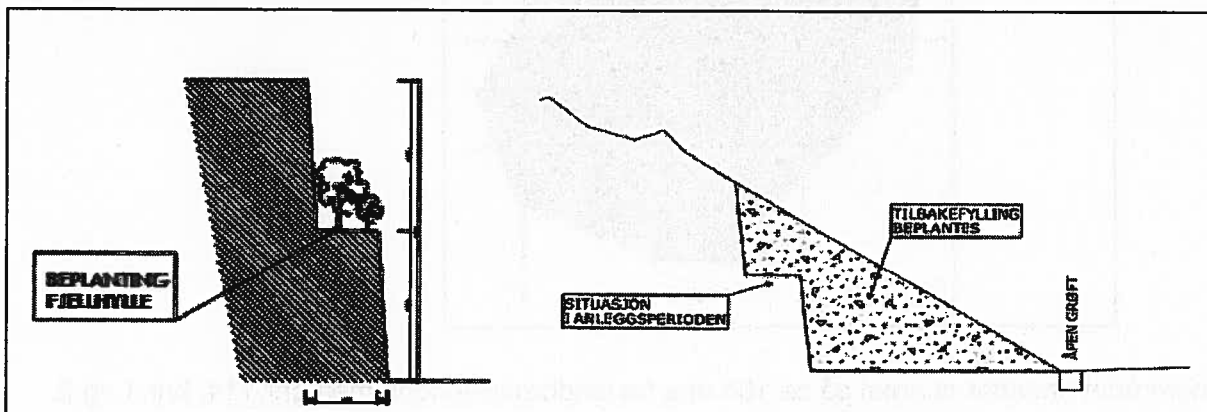 BEPLANTING
FJELLHYLLE
SITUASJON
I ANLEGGSPERIODEN
TILBAKEFYLLING
BEPLANTES
ÅPEN GRØFT